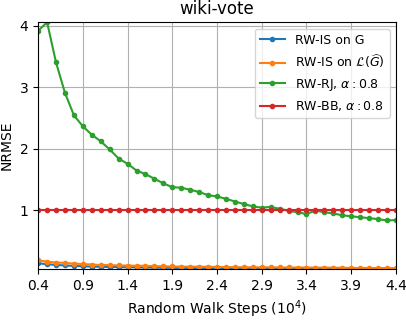 wiki-vote
NRMSE
4
3
2
1
RW-IS on G
RW-IS on ℒ(Ĝ)
RW-RJ, α : 0.8
RW-BB, α : 0.8
0.4 0.9 1.4 1.9 2.4 2.9 3.4 3.9 4.4
Random Walk Steps (10⁴)